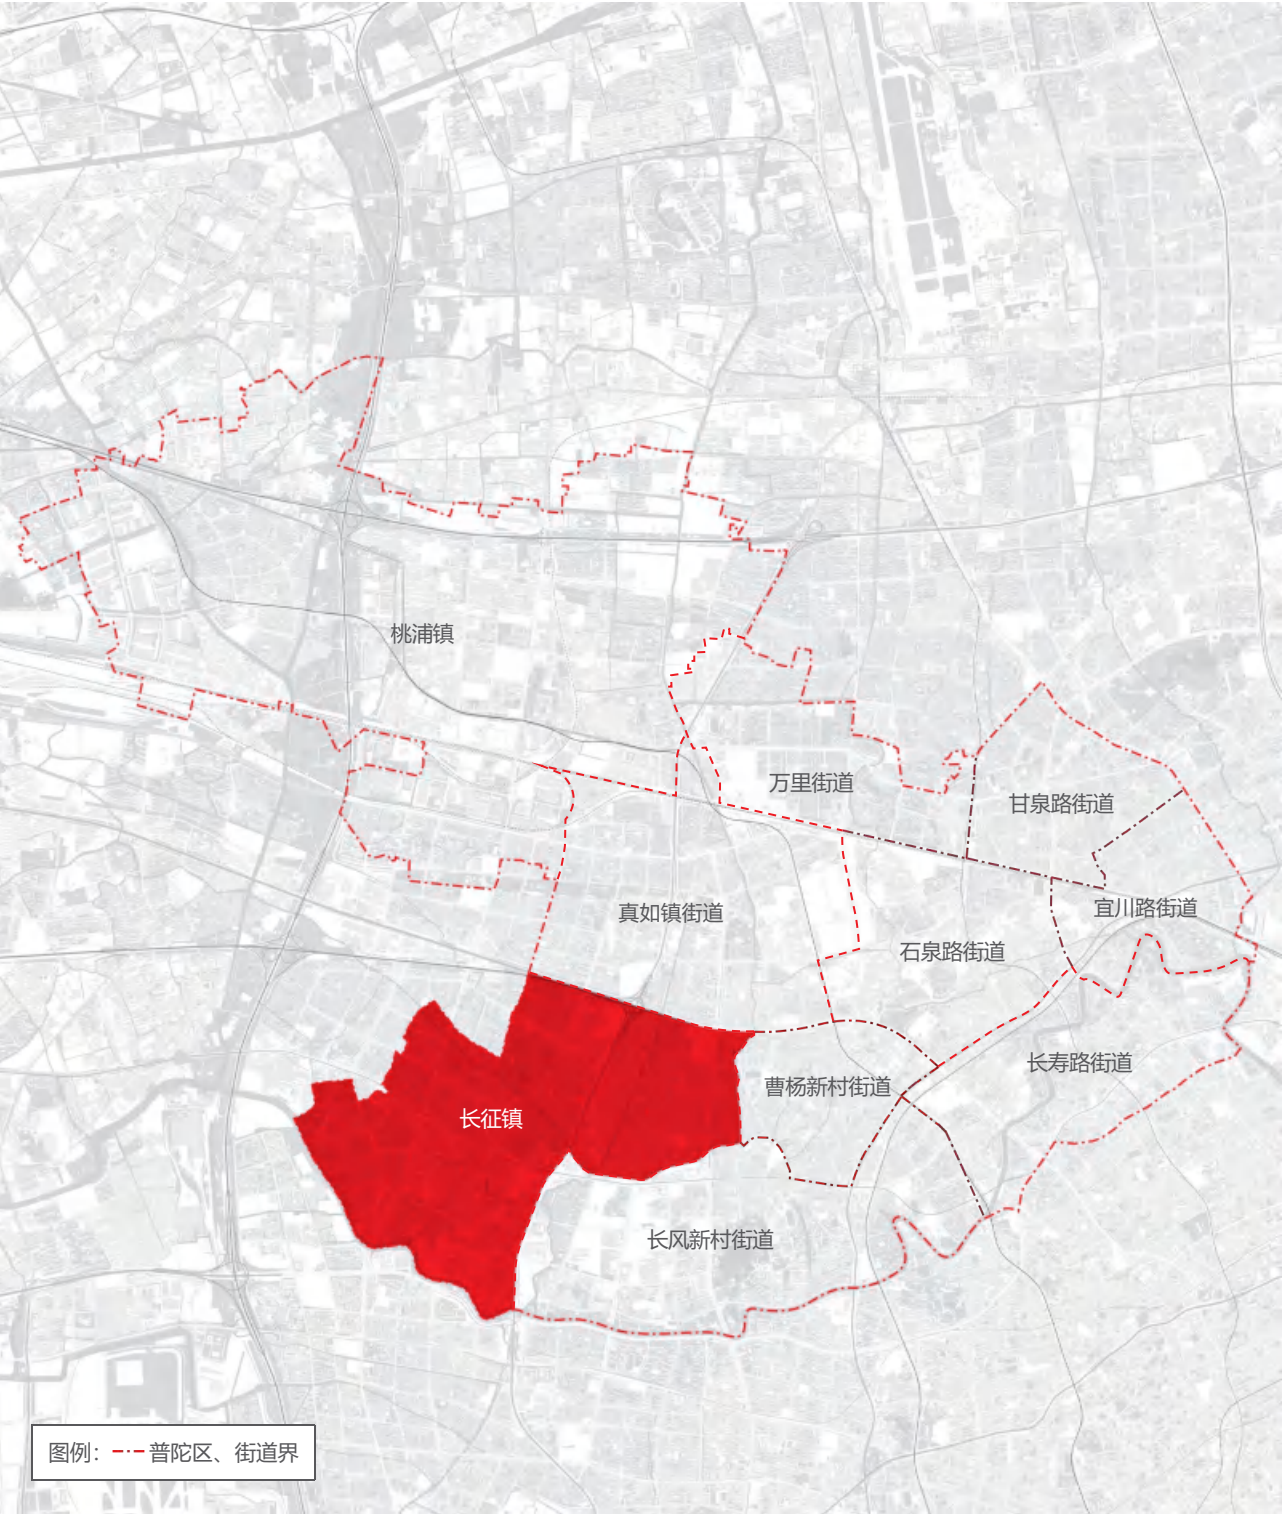 桃浦镇
万里街道
甘泉路街道
真如镇街道
宜川路街道
石泉路街道
长寿路街道
曹杨新村街道
长征镇
长风新村街道
图例： 普陀区、街道界